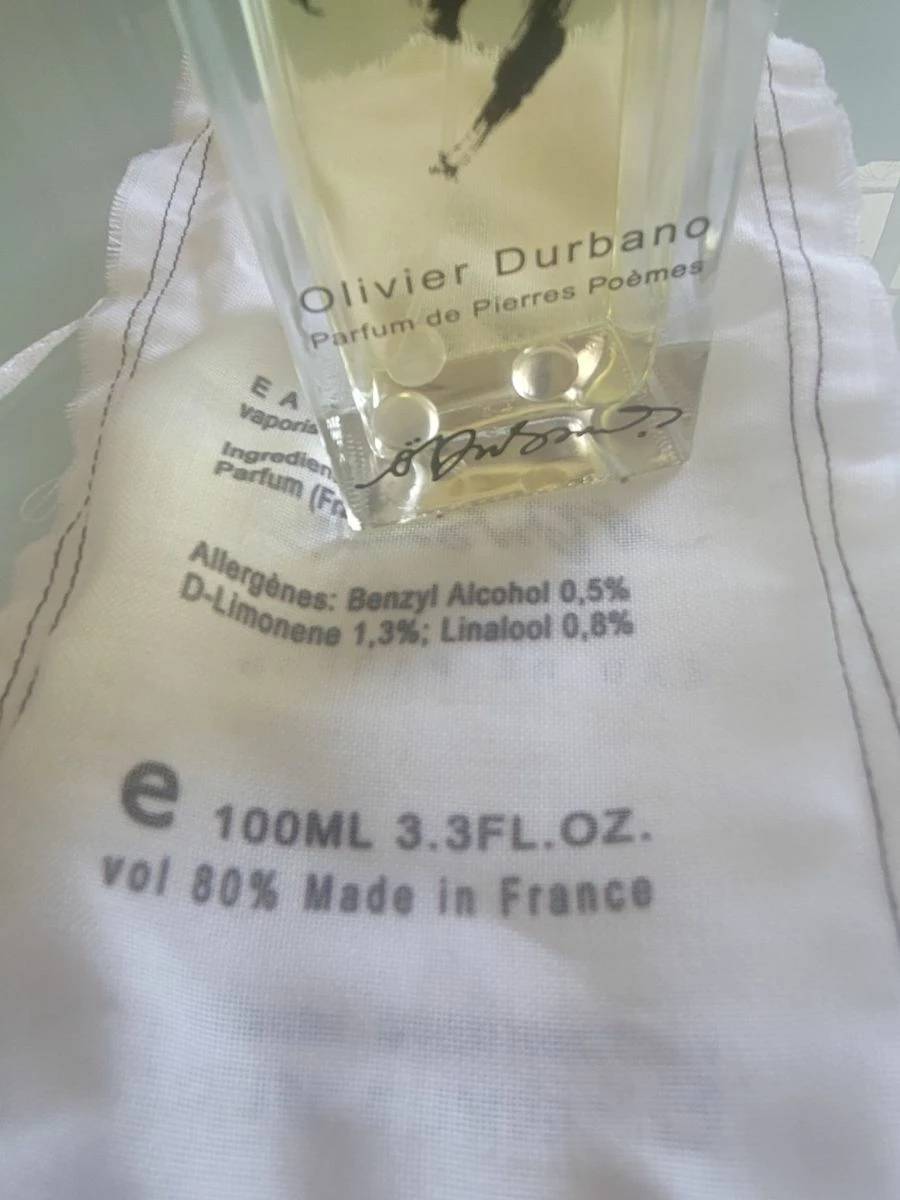 Olivier Durbano
Parfum de Pierres Poèmes
E A
vaporis
Ingredien
Parfum (Fr
Allergènes: Benzyl Alcohol 0,5%
D-Limonene 1,3%; Linalool 0,8%
e 100ML 3.3FL.OZ.
vol 80% Made in France